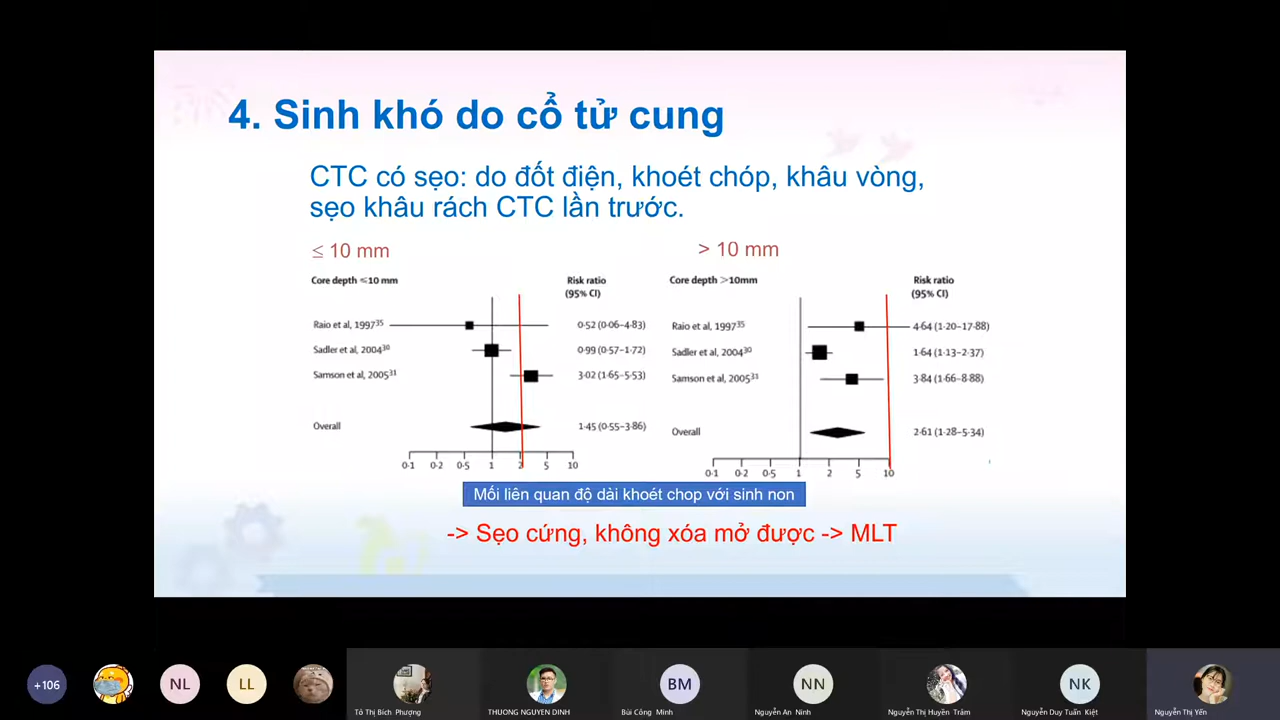 4. Sinh khó do cổ tử cung
CTC có sẹo: do đốt điện, khoét chóp, khâu vòng,
sẹo khâu rách CTC lần trước.
≤ 10 mm
Core depth ≤10 mm
Risk ratio
(95% CI)
Raio et al, 1997³⁵
0·52 (0·06–4·83)
Sadler et al, 2004³⁰
0·99 (0·57–1·72)
Samson et al, 2005³¹
3·02 (1·65–5·53)
Overall
1·45 (0·55–3·86)
0·1 0·2 0·5 1 2 5 10
> 10 mm
Core depth >10mm
Risk ratio
(95% CI)
Raio et al, 1997³⁵
4·64 (1·20–17·88)
Sadler et al, 2004³⁰
1·64 (1·13–2·37)
Samson et al, 2005³¹
3·84 (1·66–8·88)
Overall
2·61 (1·28–5·34)
0·1 0·2 0·5 1 2 5 10
Mối liên quan độ dài khoét chop với sinh non
-> Sẹo cứng, không xóa mở được -> MLT
+106
NL
LL
Tô Thị Bích Phượng
THUONG NGUYEN DINH
BM
Bùi Công Minh
NN
Nguyễn An Ninh
Nguyễn Thị Huyền Trâm
NK
Nguyễn Duy Tuấn Kiệt
Nguyễn Thị Yến